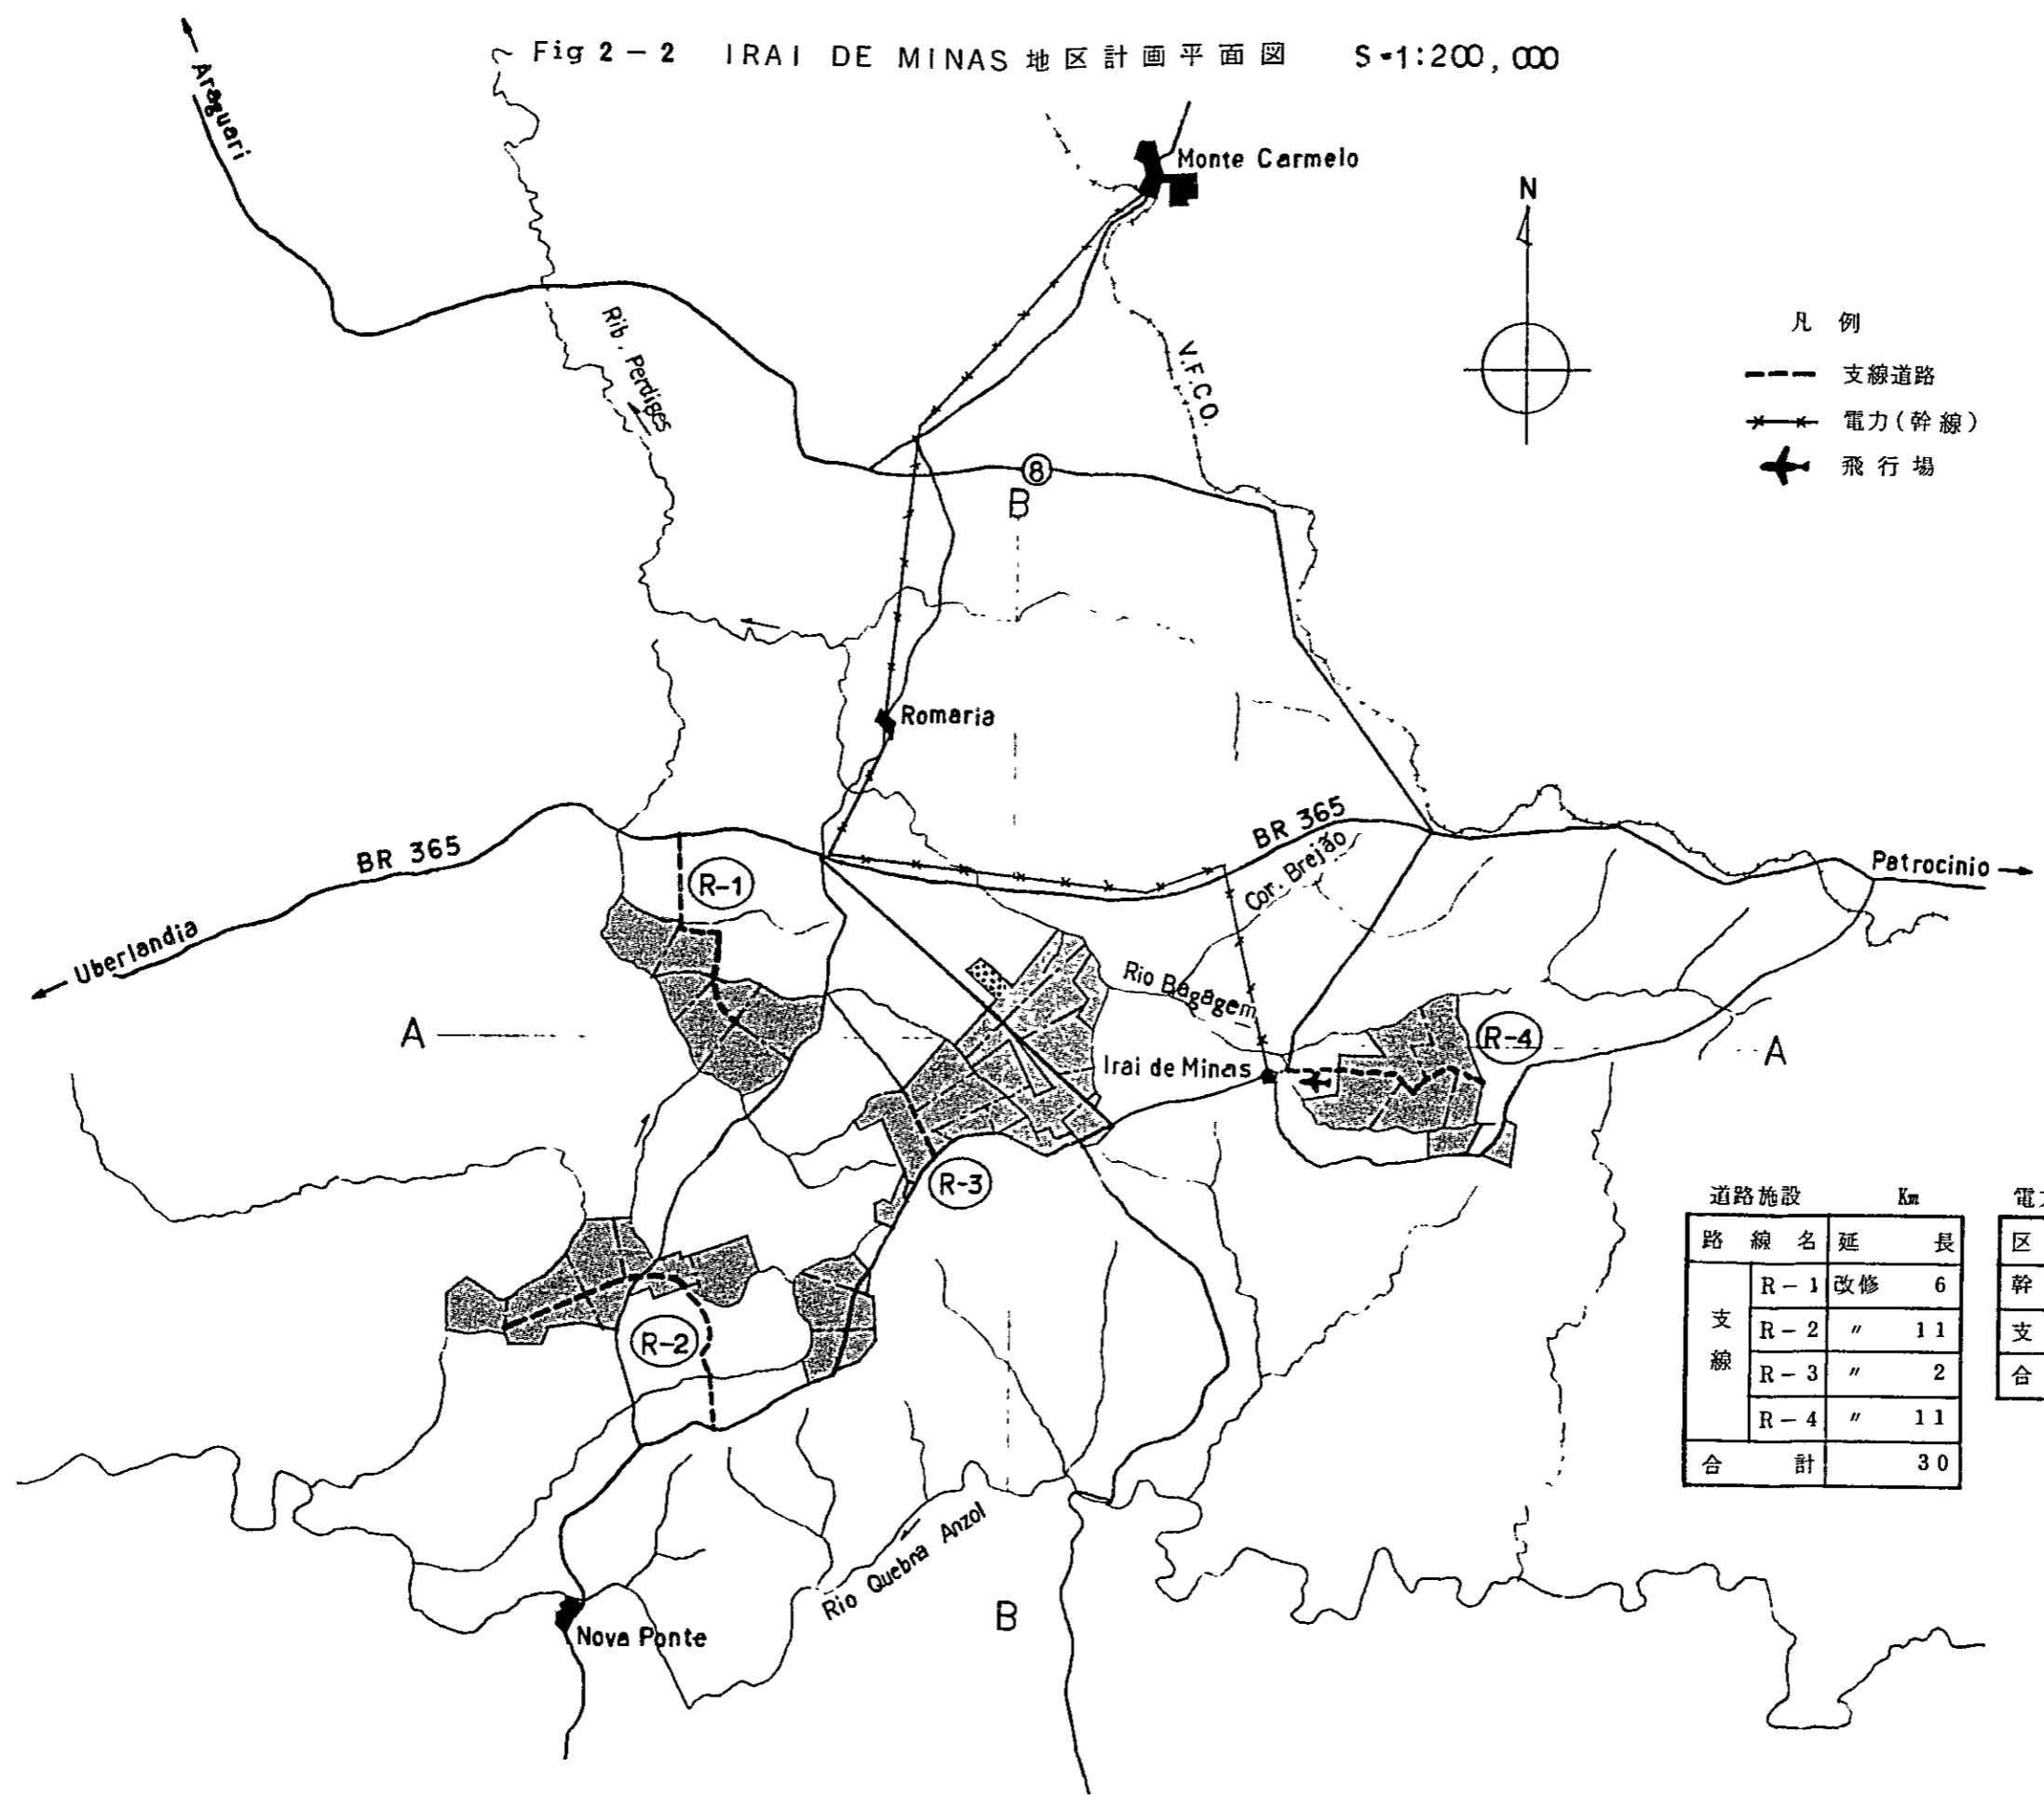 Fig 2-2 IRAI DE MINAS 地区計画平面図 S=1:200,000
Araguari
Monte Carmelo
N
Rib. Perdiges
V.F.C.O.
凡例
支線道路
電力(幹線)
飛行場
8
B
Romaria
BR 365
BR 365
Cor. Brejão
Patrocinio
R-1
Uberlandia
Rio Bagagem
A
R-4
A
Irai de Minas
R-3
R-2
道路施設 Km
路線名 延長
支線
R-1 改修 6
R-2 〃 11
R-3 〃 2
R-4 〃 11
合計 30
区
幹
支
合
Rio Quebra Anzol
B
Nova Ponte